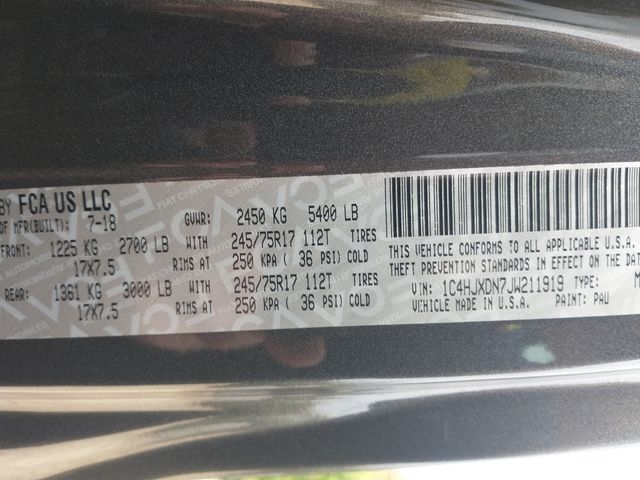 BY FCA US LLC
OF MFR(BUILT): 7-18 GVWR: 2450 KG 5400 LB
FRONT: 1225 KG 2700 LB WITH 245/75R17 112T TIRES
17X7.5 RIMS AT 250 KPA ( 36 PSI) COLD
REAR: 1361 KG 3000 LB WITH 245/75R17 112T TIRES
17X7.5 RIMS AT 250 KPA ( 36 PSI) COLD
THIS VEHICLE CONFORMS TO ALL APPLICABLE U.S.A.
THEFT PREVENTION STANDARDS IN EFFECT ON THE DA
VIN: 1C4HJXDN7JW211919 TYPE: M
VEHICLE MADE IN U.S.A. PAINT: PAU